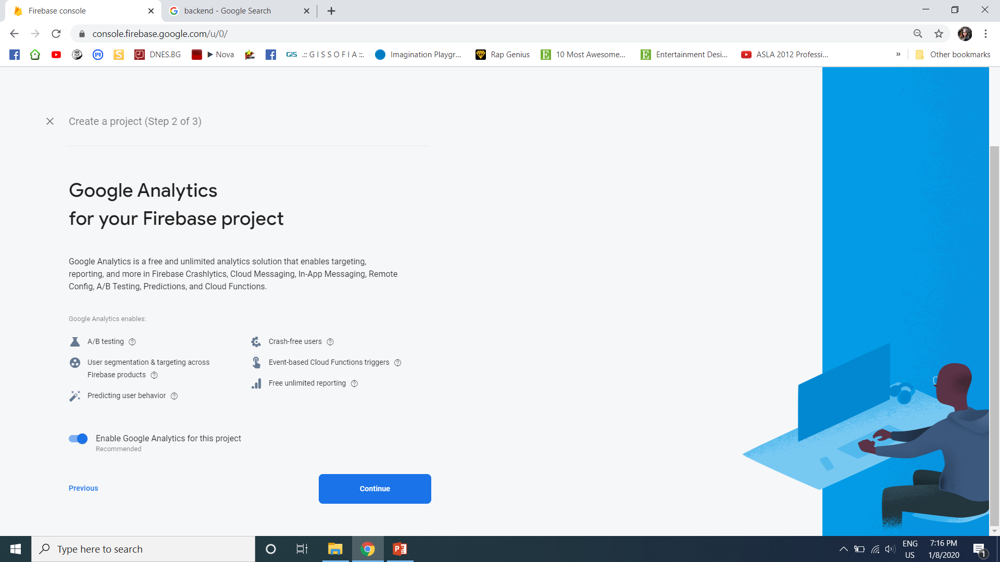 Firebase console
backend - Google Search
console.firebase.google.com/u/0/
DNES.BG
▶ Nova
GIS .:: G I S S O F I A ::.
Imagination Playgr...
Rap Genius
10 Most Awesome...
Entertainment Desi...
ASLA 2012 Professi...
»
Other bookmarks
Create a project (Step 2 of 3)
Google Analytics
for your Firebase project
Google Analytics is a free and unlimited analytics solution that enables targeting,
reporting, and more in Firebase Crashlytics, Cloud Messaging, In-App Messaging, Remote
Config, A/B Testing, Predictions, and Cloud Functions.
Google Analytics enables:
A/B testing
Crash-free users
User segmentation & targeting across
Firebase products
Event-based Cloud Functions triggers
Free unlimited reporting
Predicting user behavior
Enable Google Analytics for this project
Recommended
Previous
Continue
Type here to search
ENG
US
7:16 PM
1/8/2020
1